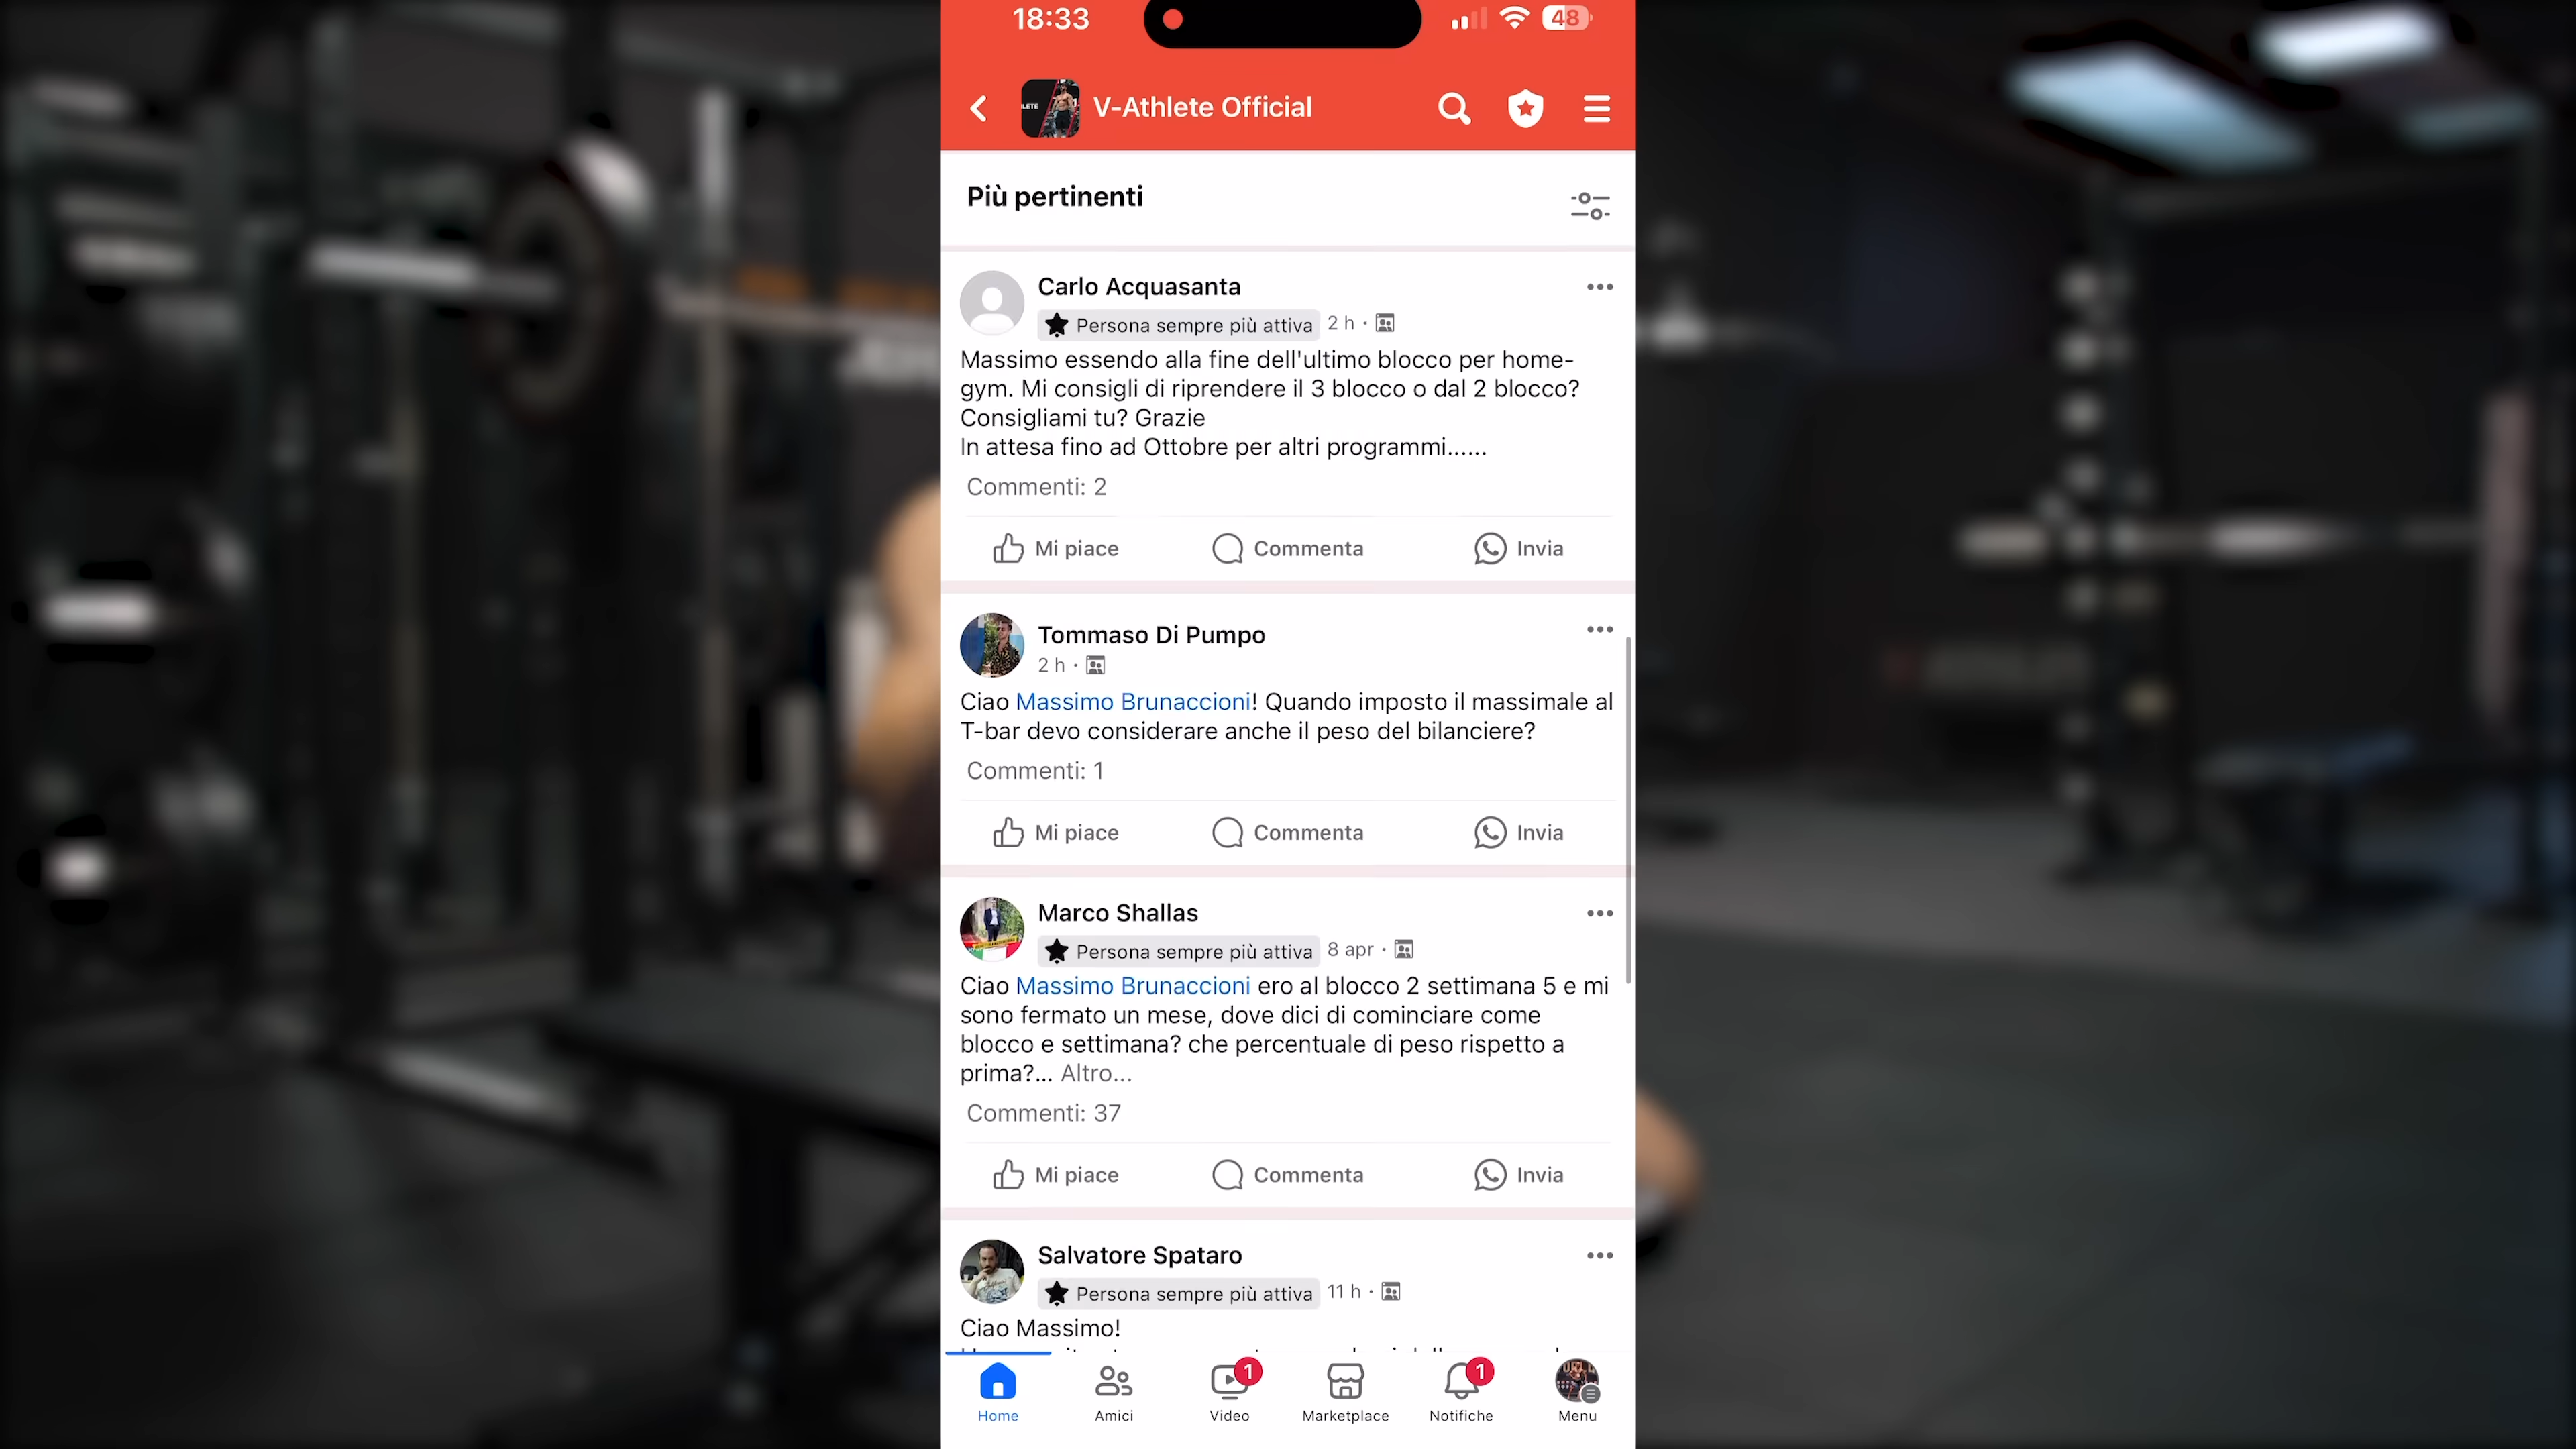 18:33
48
LETE
V-Athlete Official
Più pertinenti
Carlo Acquasanta
Persona sempre più attiva 2 h ·
Massimo essendo alla fine dell'ultimo blocco per home-
gym. Mi consigli di riprendere il 3 blocco o dal 2 blocco?
Consigliami tu? Grazie
In attesa fino ad Ottobre per altri programmi......
Commenti: 2
Mi piace Commenta Invia
Tommaso Di Pumpo
2 h ·
Ciao Massimo Brunaccioni! Quando imposto il massimale al
T-bar devo considerare anche il peso del bilanciere?
Commenti: 1
Mi piace Commenta Invia
Marco Shallas
Persona sempre più attiva 8 apr ·
Ciao Massimo Brunaccioni ero al blocco 2 settimana 5 e mi
sono fermato un mese, dove dici di cominciare come
blocco e settimana? che percentuale di peso rispetto a
prima?... Altro...
Commenti: 37
Mi piace Commenta Invia
Salvatore Spataro
Persona sempre più attiva 11 h ·
Ciao Massimo!
1 1
Home Amici Video Marketplace Notifiche Menu